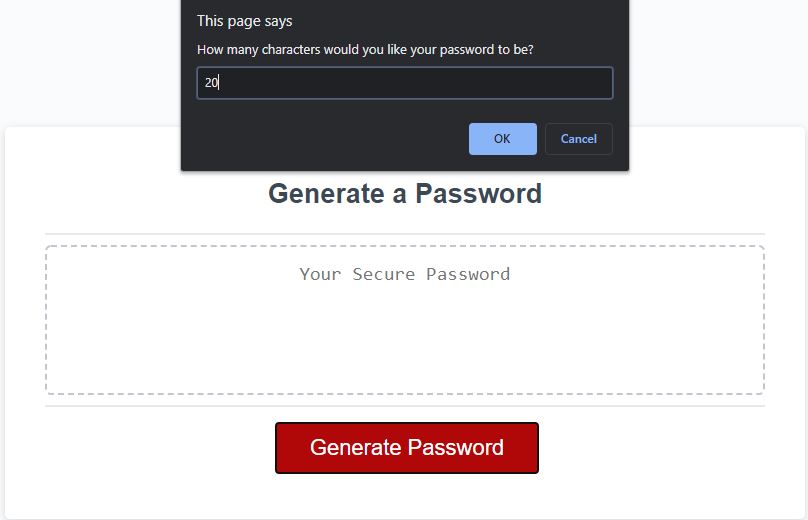 This page says
How many characters would you like your password to be?
20
OK Cancel
Generate a Password
Your Secure Password
Generate Password